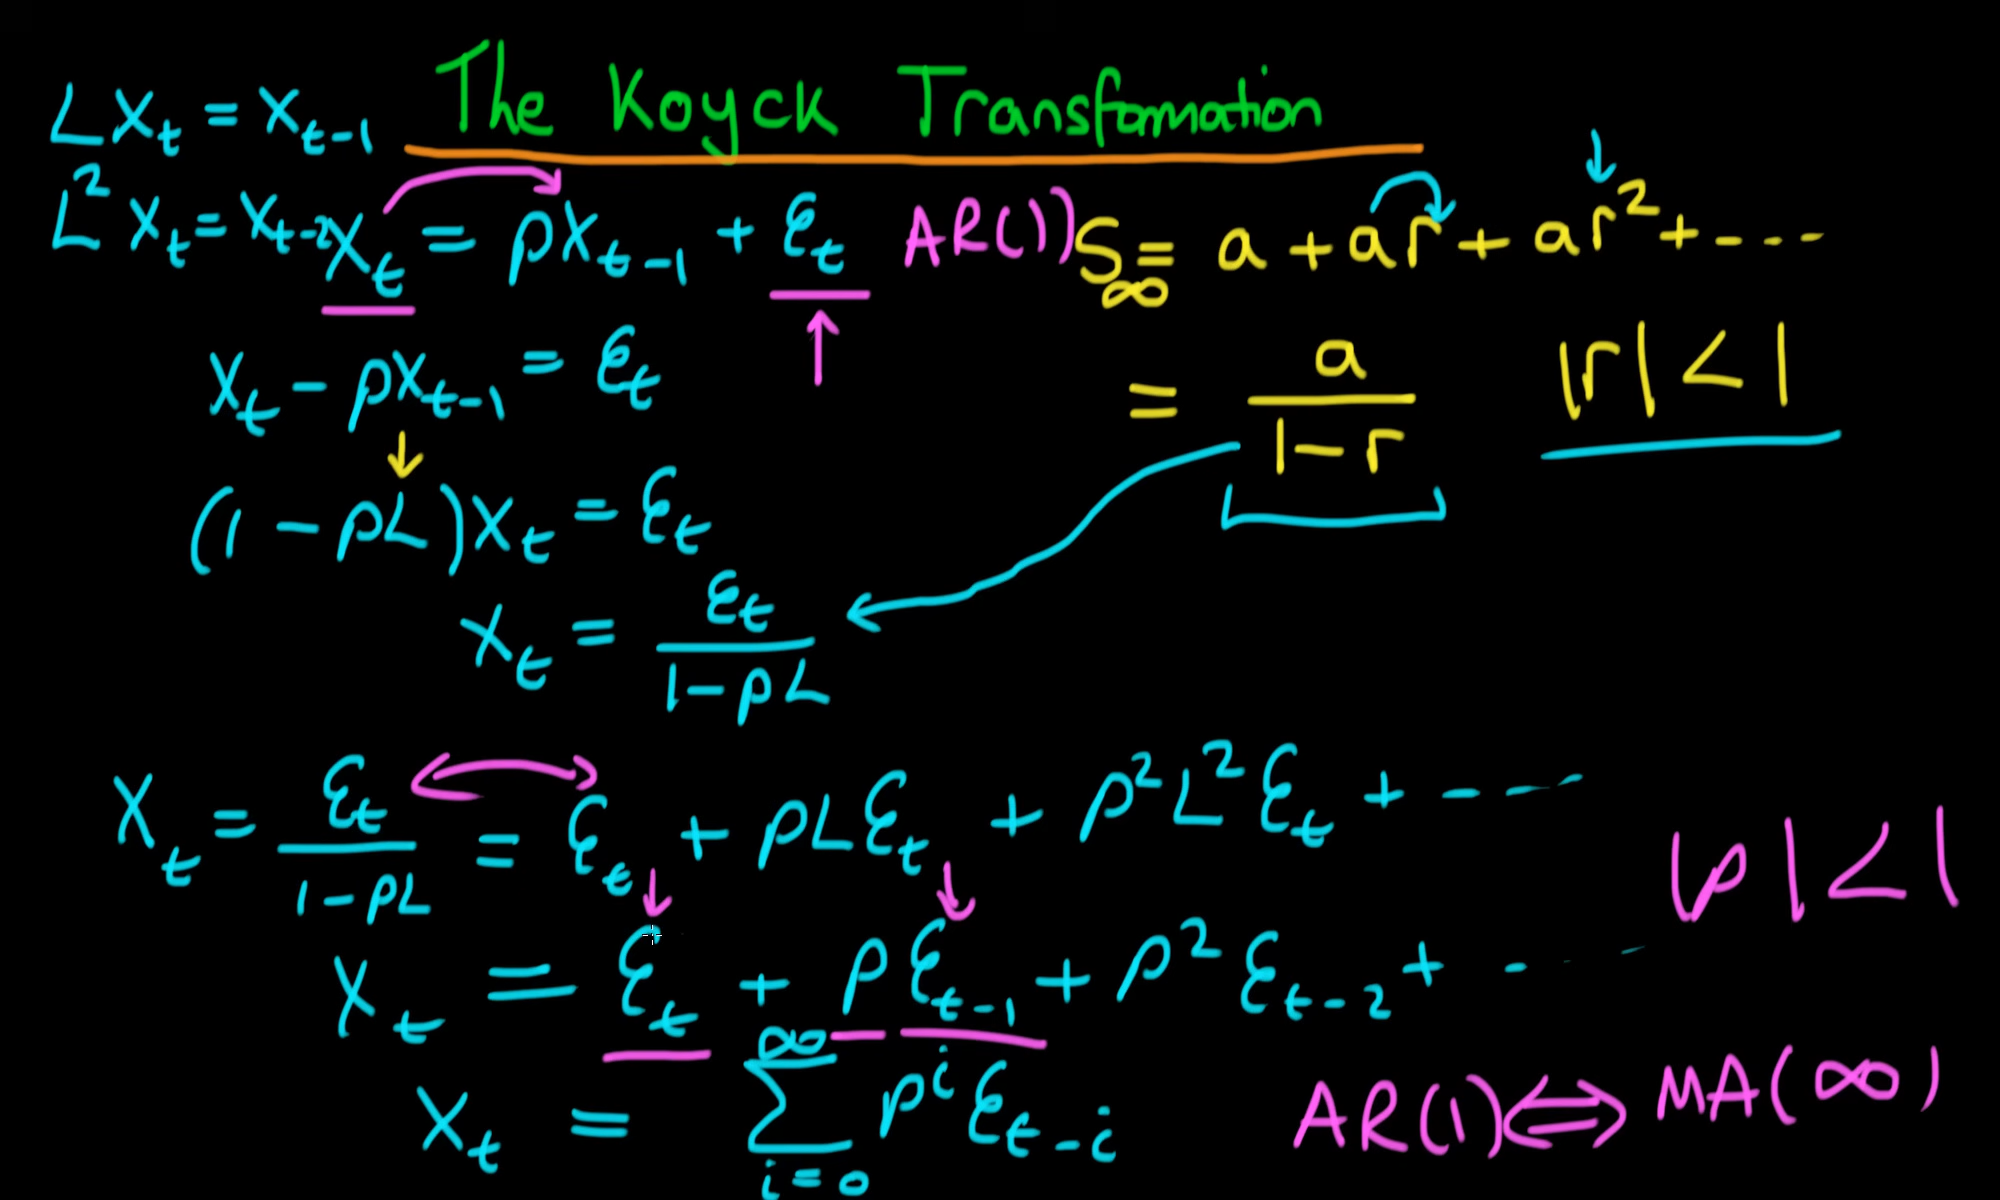 The Koyck Transformation
LXₜ = Xₜ₋₁
L²Xₜ = Xₜ₋₂
Xₜ = ρXₜ₋₁ + εₜ AR(1)
S∞ = a + ar + ar² + - - - -
Xₜ - ρXₜ₋₁ = εₜ
= a/(1-r) |r| < 1
(1 - ρL)Xₜ = εₜ
Xₜ = εₜ/(1-ρL)
Xₜ = εₜ/(1-ρL) = εₜ + ρLεₜ + ρ²L²εₜ + - - -
|ρ| < 1
Xₜ = εₜ + ρεₜ₋₁ + ρ²εₜ₋₂ + - - -
Xₜ = ∑_{i=0}^{∞} ρⁱεₜ₋ᵢ AR(1) ⇔ MA(∞)